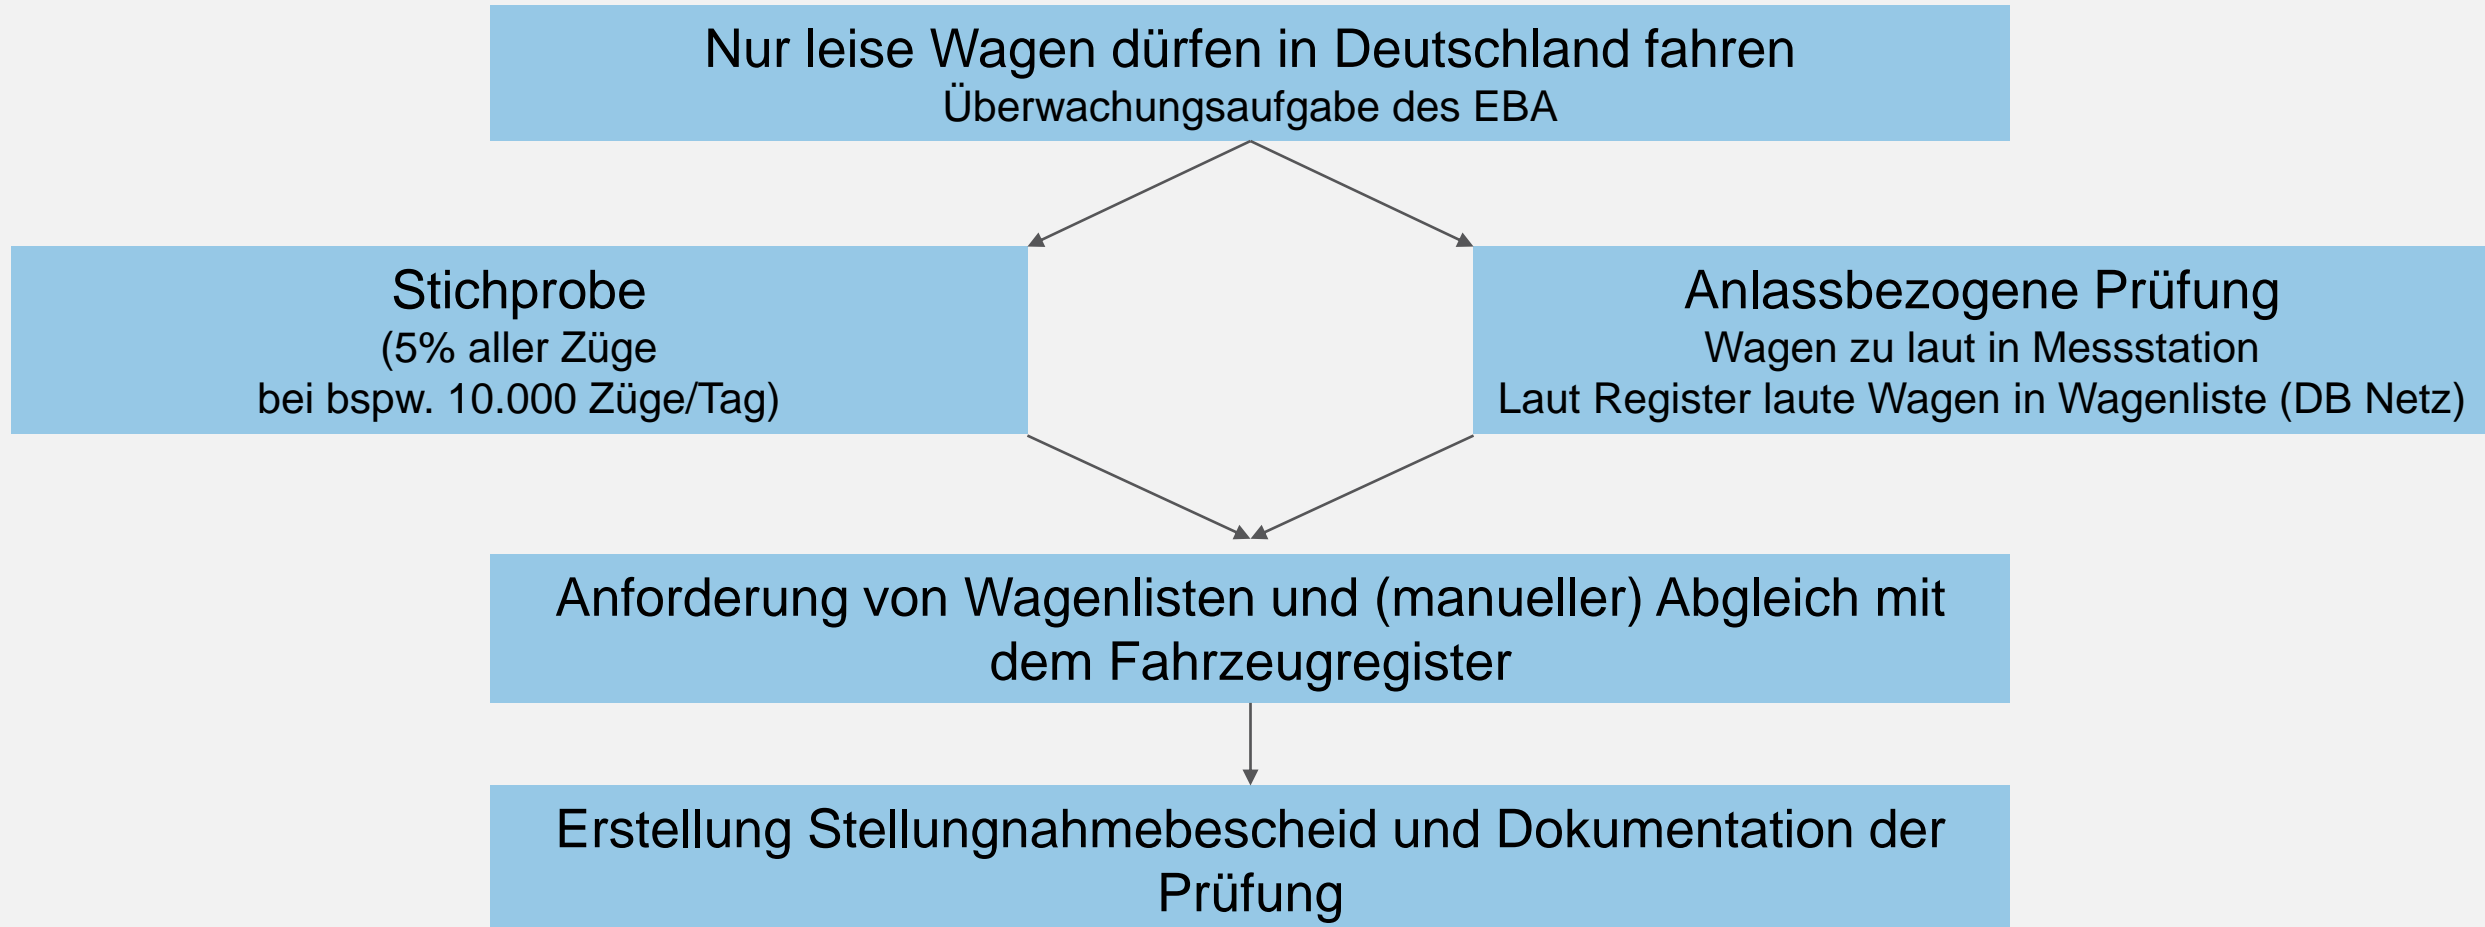 Nur leise Wagen dürfen in Deutschland fahren
Überwachungsaufgabe des EBA
Stichprobe
(5% aller Züge
bei bspw. 10.000 Züge/Tag)
Anlassbezogene Prüfung
Wagen zu laut in Messstation
Laut Register laute Wagen in Wagenliste (DB Netz)
Anforderung von Wagenlisten und (manueller) Abgleich mit
dem Fahrzeugregister
Erstellung Stellungnahmebescheid und Dokumentation der
Prüfung